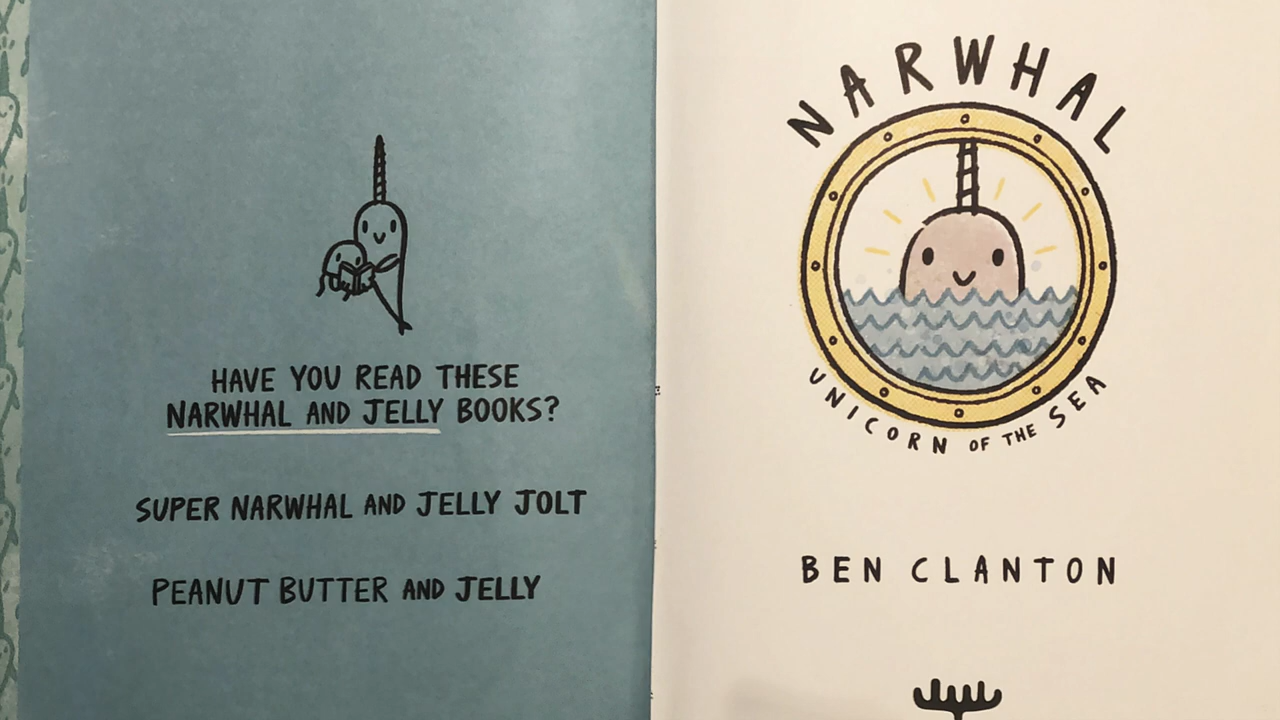 HAVE YOU READ THESE
NARWHAL AND JELLY BOOKS?
SUPER NARWHAL AND JELLY JOLT
PEANUT BUTTER AND JELLY
NARWHAL
UNICORN OF THE SEA
BEN CLANTON